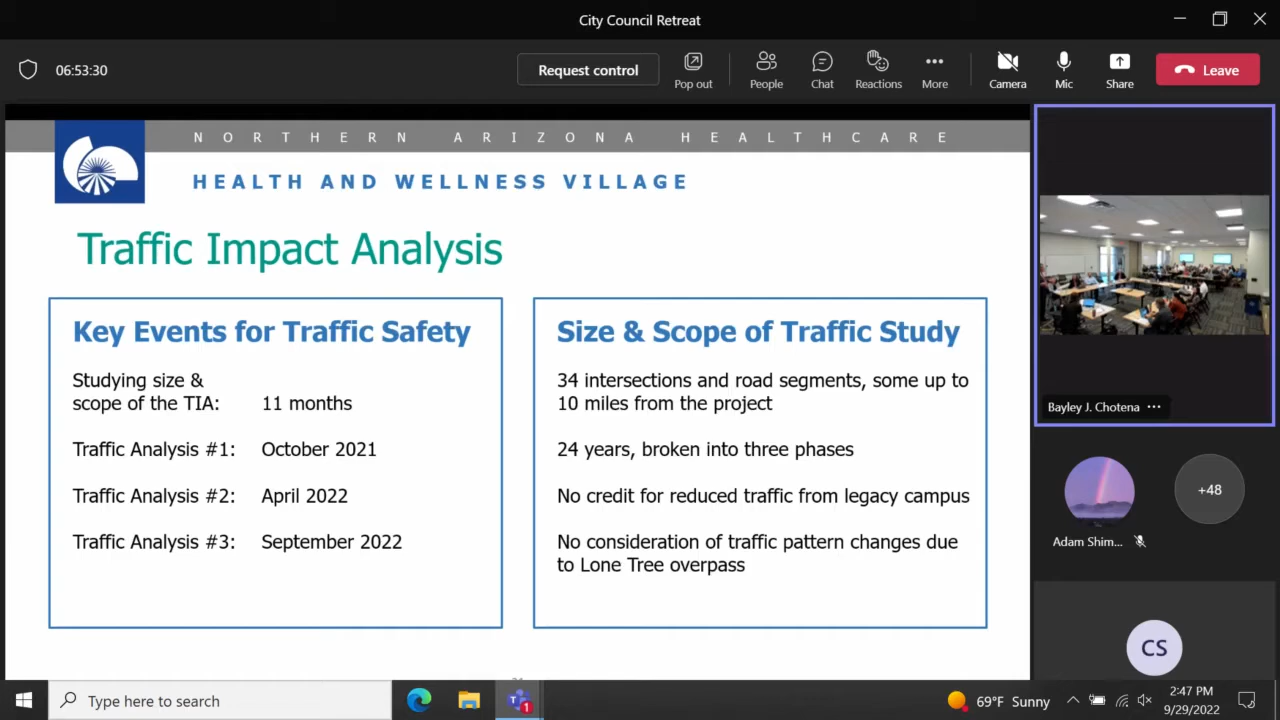 City Council Retreat
06:53:30
Request control
Pop out
People
Chat
Reactions
More
Camera
Mic
Share
Leave
NORTHERN ARIZONA HEALTHCARE
HEALTH AND WELLNESS VILLAGE
Traffic Impact Analysis
Key Events for Traffic Safety
Studying size &
scope of the TIA: 11 months
Traffic Analysis #1: October 2021
Traffic Analysis #2: April 2022
Traffic Analysis #3: September 2022
Size & Scope of Traffic Study
34 intersections and road segments, some up to
10 miles from the project
24 years, broken into three phases
No credit for reduced traffic from legacy campus
No consideration of traffic pattern changes due
to Lone Tree overpass
Bayley J. Chotena
+48
Adam Shim...
CS
Type here to search
1
69°F Sunny
2:47 PM
9/29/2022